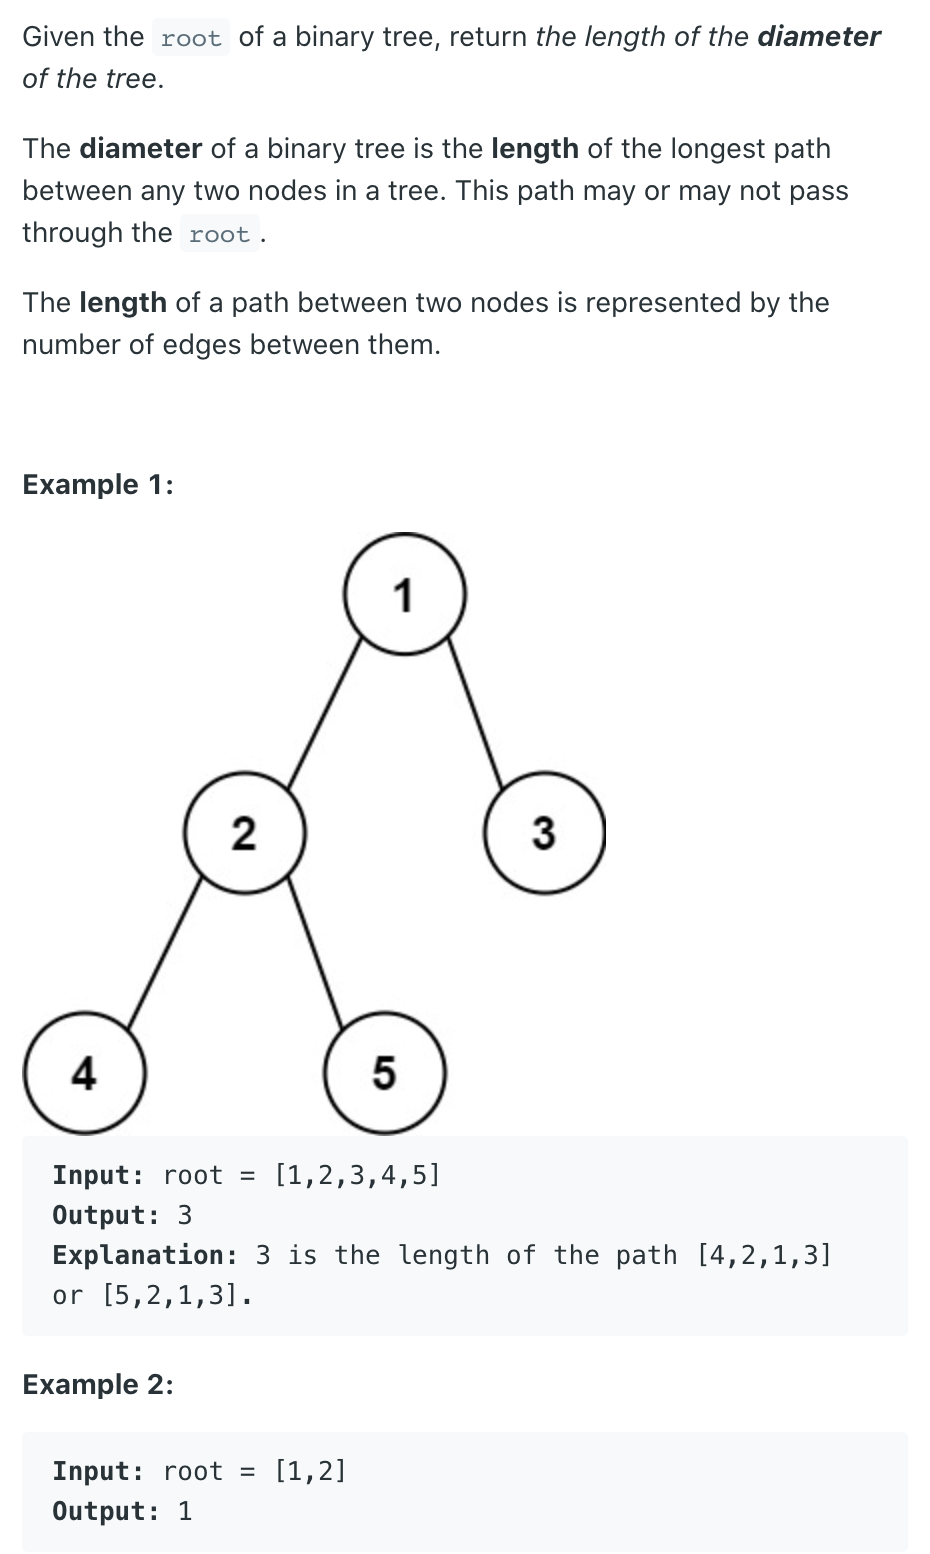 Given the root of a binary tree, return the length of the diameter
of the tree.
The diameter of a binary tree is the length of the longest path
between any two nodes in a tree. This path may or may not pass
through the root .
The length of a path between two nodes is represented by the
number of edges between them.
Example 1:
1
2 3
4 5
Input: root = [1,2,3,4,5]
Output: 3
Explanation: 3 is the length of the path [4,2,1,3]
or [5,2,1,3].
Example 2:
Input: root = [1,2]
Output: 1